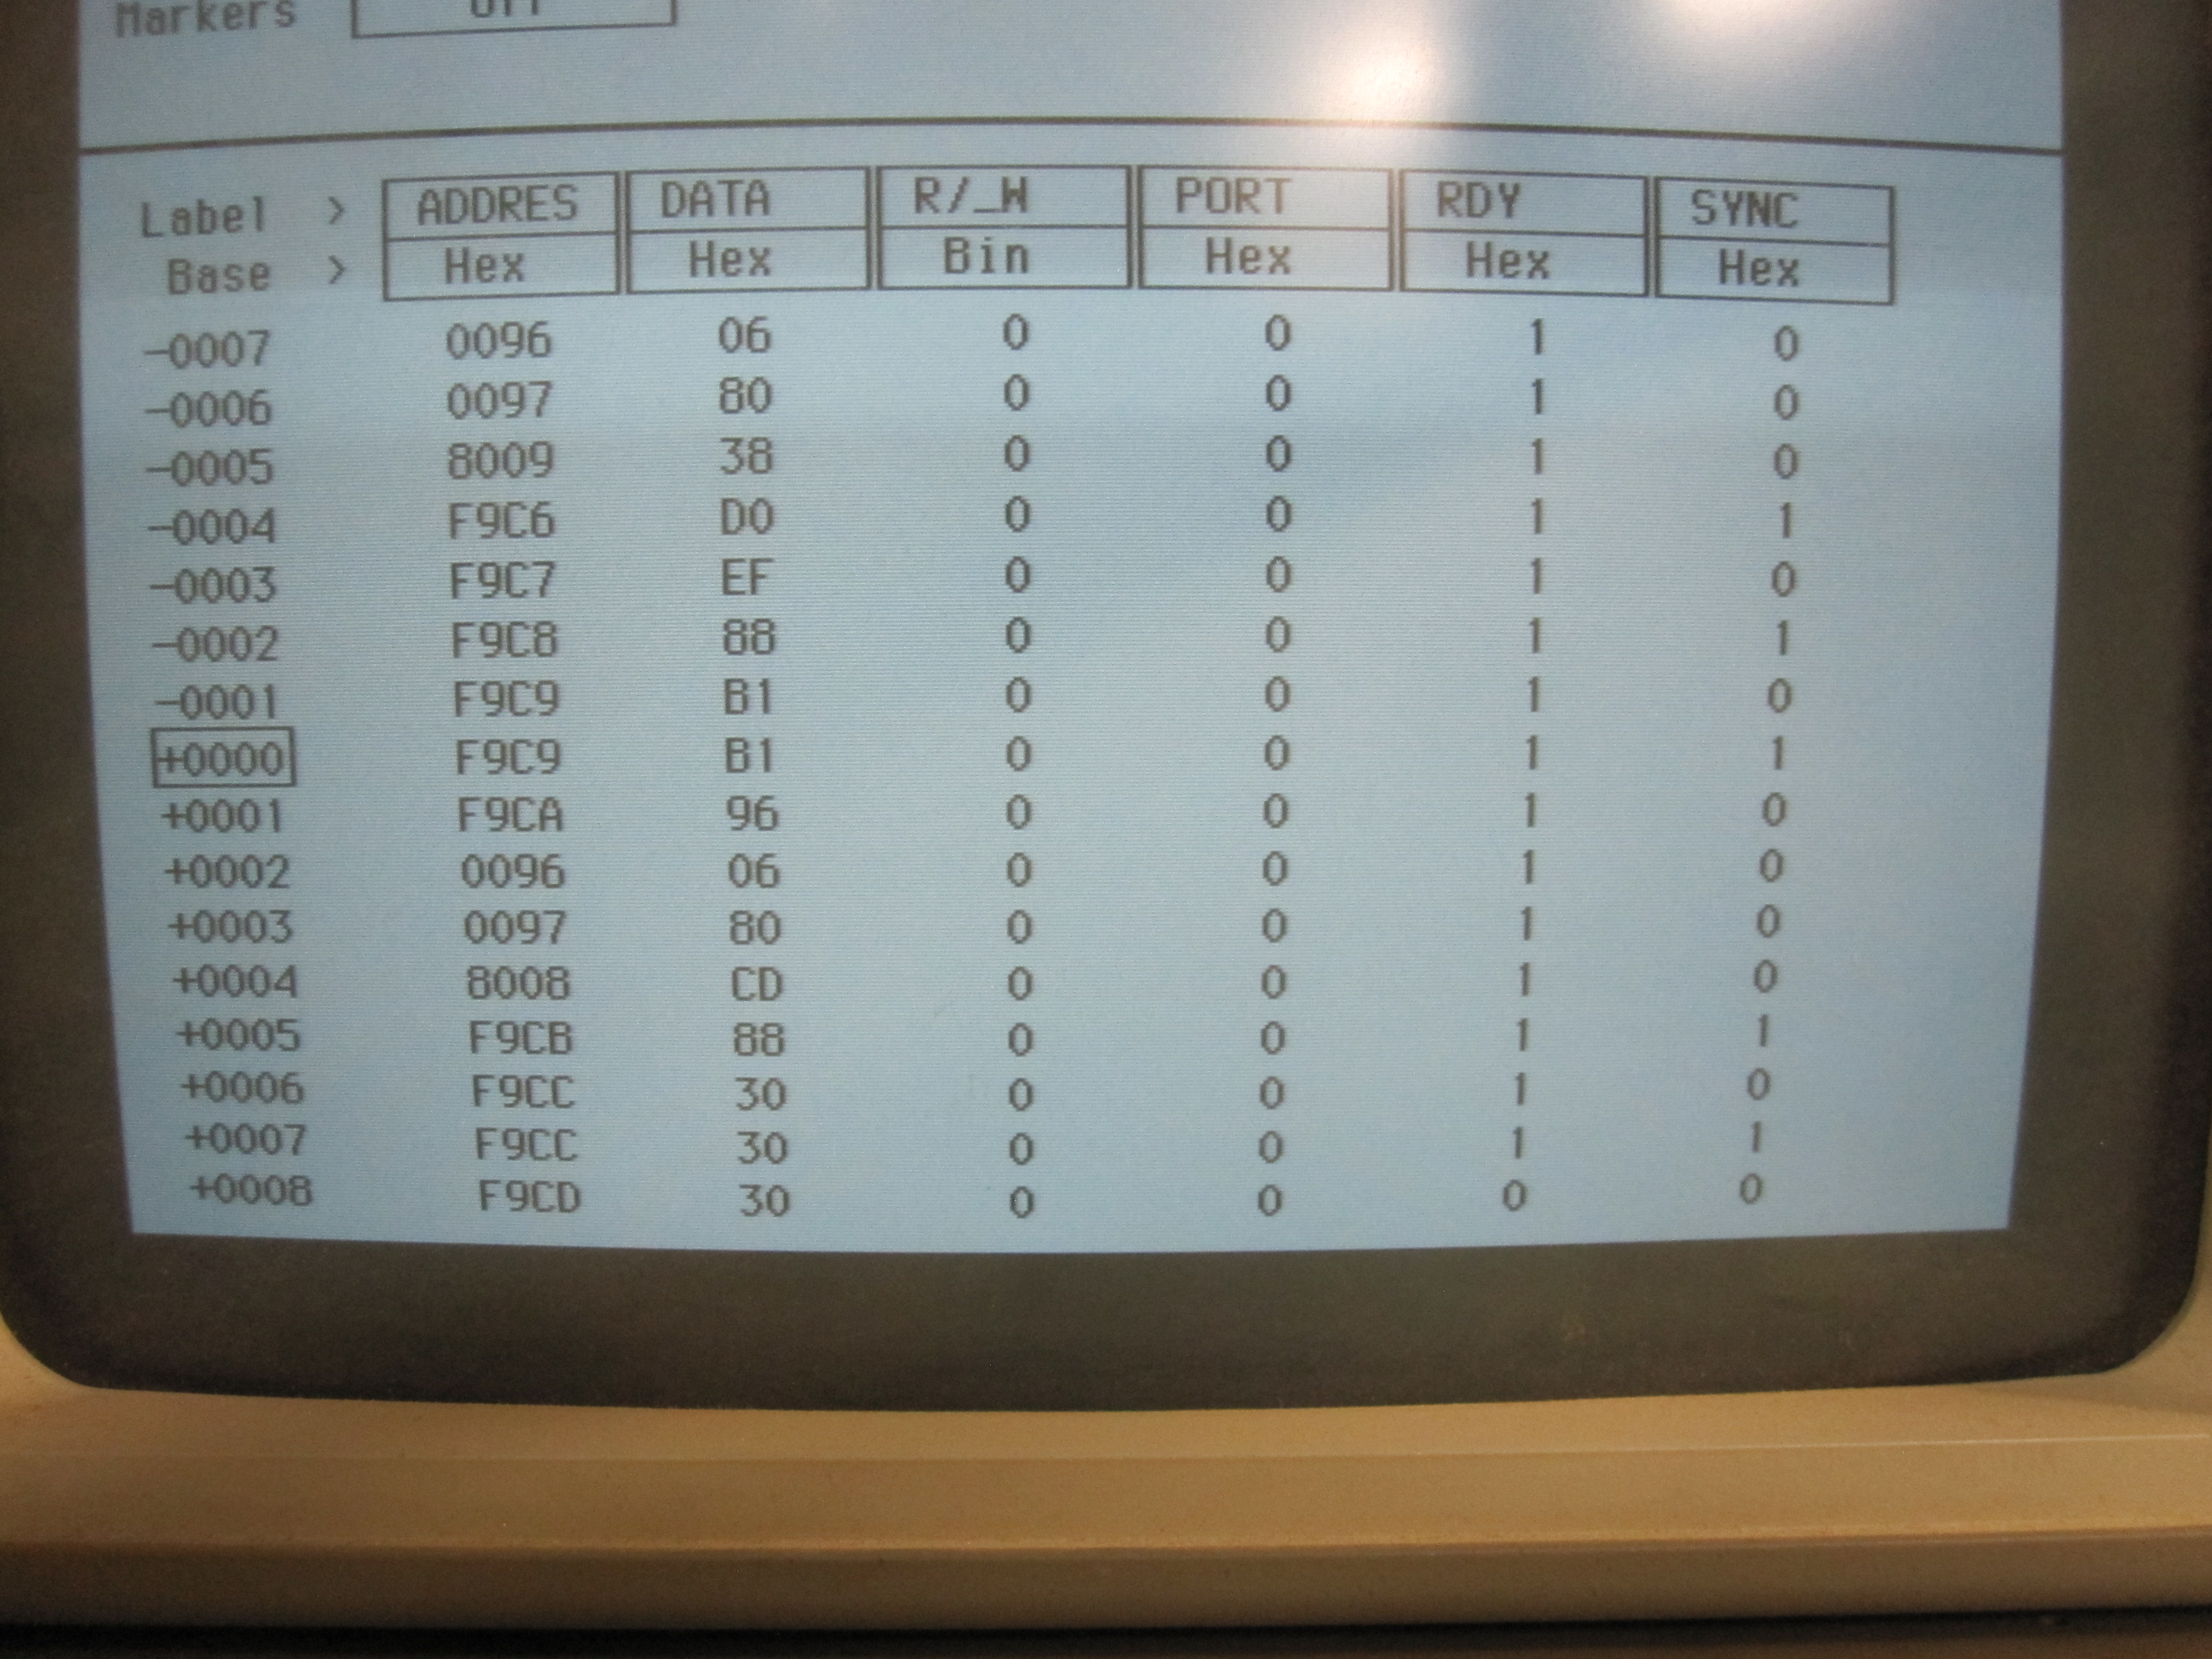 Markers Off
Label > ADDRES DATA R/_W PORT RDY SYNC
Base > Hex Hex Bin Hex Hex Hex
-0007 0096 06 0 0 1 0
-0006 0097 80 0 0 1 0
-0005 8009 38 0 0 1 0
-0004 F9C6 D0 0 0 1 1
-0003 F9C7 EF 0 0 1 0
-0002 F9C8 88 0 0 1 1
-0001 F9C9 B1 0 0 1 0
+0000 F9C9 B1 0 0 1 1
+0001 F9CA 96 0 0 1 0
+0002 0096 06 0 0 1 0
+0003 0097 80 0 0 1 0
+0004 8008 CD 0 0 1 0
+0005 F9CB 88 0 0 1 1
+0006 F9CC 30 0 0 1 0
+0007 F9CC 30 0 0 1 1
+0008 F9CD 30 0 0 0 0